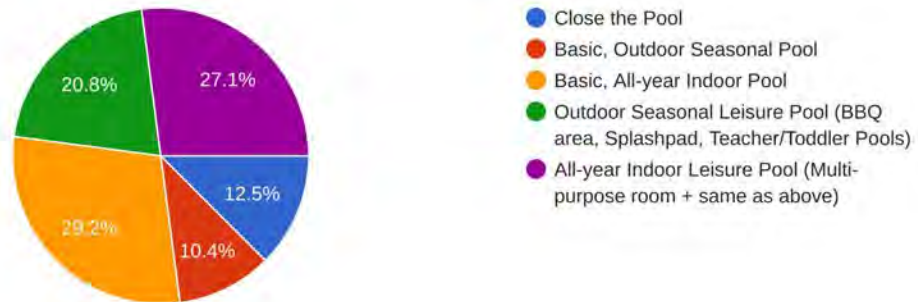 Close the Pool
Basic, Outdoor Seasonal Pool
Basic, All-year Indoor Pool
Outdoor Seasonal Leisure Pool (BBQ
area, Splashpad, Teacher/Toddler Pools)
All-year Indoor Leisure Pool (Multi-
purpose room + same as above)
20.8%
27.1%
12.5%
29.2%
10.4%